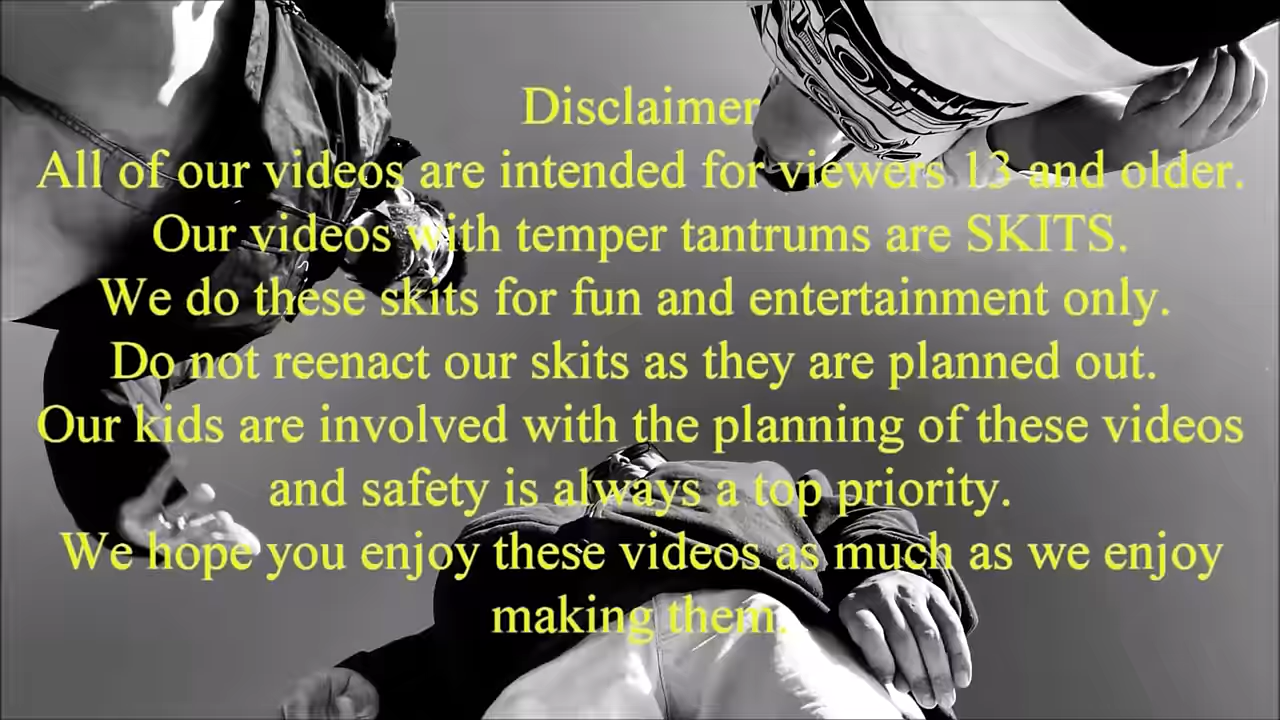 Disclaimer
All of our videos are intended for viewers 13 and older.
Our videos with temper tantrums are SKITS.
We do these skits for fun and entertainment only.
Do not reenact our skits as they are planned out.
Our kids are involved with the planning of these videos
and safety is always a top priority.
We hope you enjoy these videos as much as we enjoy
making them.